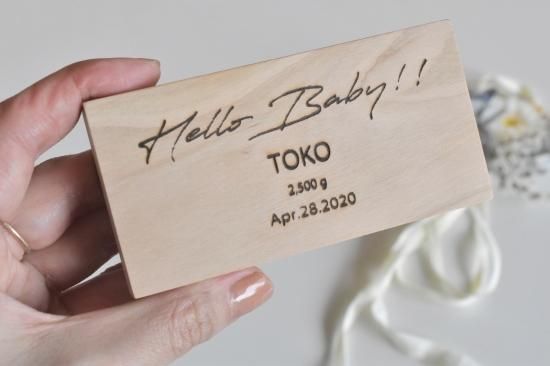 Hello Baby!!
TOKO
2,500 g
Apr.28.2020